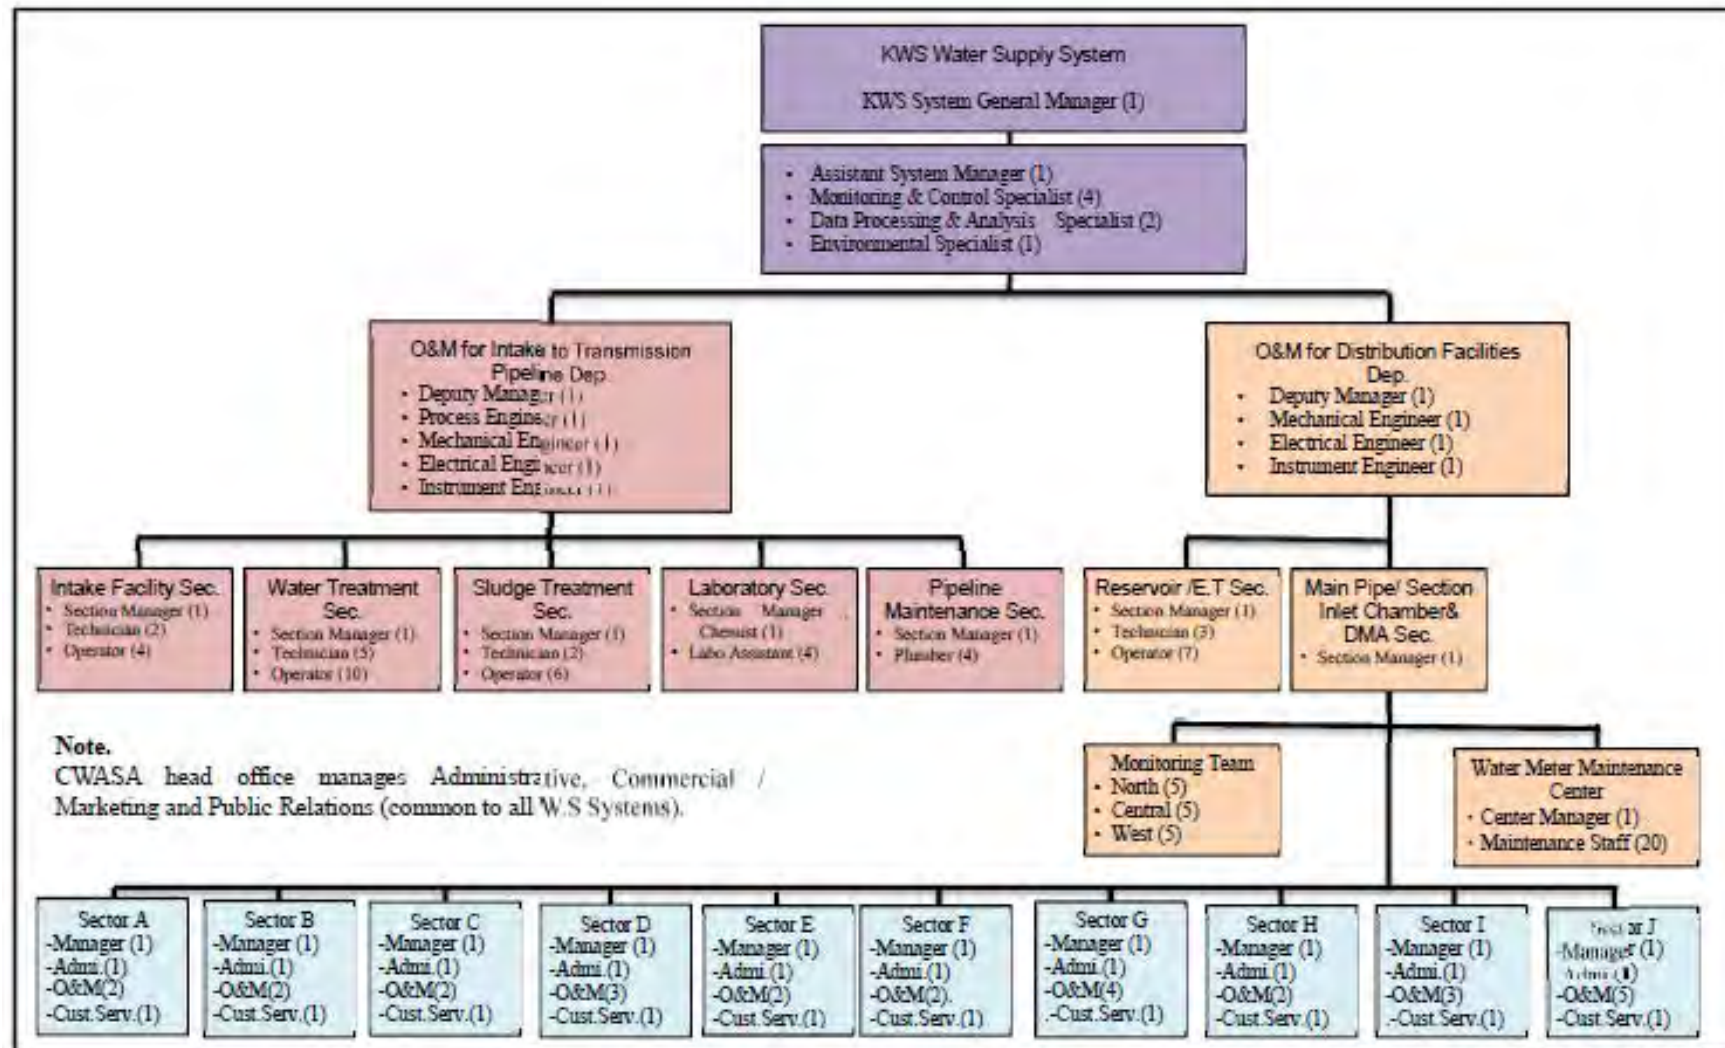 KWS Water Supply System
KWS System General Manager (1)
• Assistant System Manager (1)
• Monitoring & Control Specialist (4)
• Data Processing & Analysis Specialist (2)
• Environmental Specialist (1)
O&M for Intake to Transmission
Pipeline Dep.
• Deputy Manager (1)
• Process Engineer (1)
• Mechanical Engineer (1)
• Electrical Engineer (1)
• Instrument Engineer (1)
O&M for Distribution Facilities
Dep.
• Deputy Manager (1)
• Mechanical Engineer (1)
• Electrical Engineer (1)
• Instrument Engineer (1)
Intake Facility Sec.
• Section Manager (1)
• Technician (2)
• Operator (4)
Water Treatment
Sec.
• Section Manager (1)
• Technician (5)
• Operator (10)
Sludge Treatment
Sec.
• Section Manager (1)
• Technician (2)
• Operator (6)
Laboratory Sec.
• Section Manager
Chemist (1)
• Labo Assistant (4)
Pipeline
Maintenance Sec.
• Section Manager (1)
• Plumber (4)
Reservoir /E.T Sec.
• Section Manager (1)
• Technician (3)
• Operator (7)
Main Pipe/ Section
Inlet Chamber&
DMA Sec.
• Section Manager (1)
Note.
CWASA head office manages Administrative, Commercial /
Marketing and Public Relations (common to all W.S Systems).
Monitoring Team
• North (5)
• Central (5)
• West (5)
Water Meter Maintenance
Center
• Center Manager (1)
• Maintenance Staff (20)
Sector A
-Manager (1)
-Admi.(1)
-O&M(2)
-Cust.Serv.(1)
Sector B
-Manager (1)
-Admi.(1)
-O&M(2)
-Cust.Serv.(1)
Sector C
-Manager (1)
-Admi.(1)
-O&M(2)
-Cust.Serv.(1)
Sector D
-Manager (1)
-Admi.(1)
-O&M(3)
-Cust.Serv.(1)
Sector E
-Manager (1)
-Admi.(1)
-O&M(2)
-Cust.Serv.(1)
Sector F
-Manager (1)
-Admi.(1)
-O&M(2).
-Cust.Serv.(1)
Sector G
-Manager (1)
-Admi.(1)
-O&M(4)
-Cust.Serv.(1)
Sector H
-Manager (1)
-Admi.(1)
-O&M(2)
-Cust.Serv.(1)
Sector I
-Manager (1)
-Admi.(1)
-O&M(3)
-Cust.Serv.(1)
Sector J
-Manager (1)
-Admi.(1)
-O&M(5)
-Cust.Serv.(1)